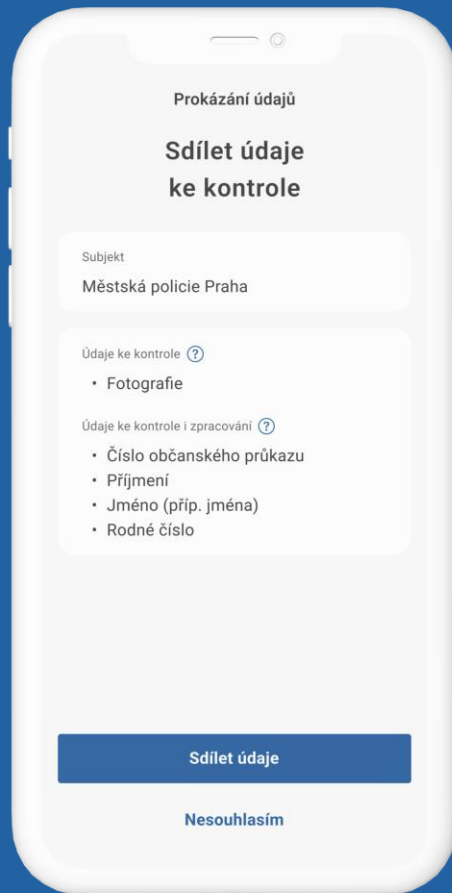 Prokázání údajů
Sdílet údaje
ke kontrole
Subjekt
Městská policie Praha
Údaje ke kontrole ?
• Fotografie
Údaje ke kontrole i zpracování ?
• Číslo občanského průkazu
• Příjmení
• Jméno (příp. jména)
• Rodné číslo
Sdílet údaje
Nesouhlasím